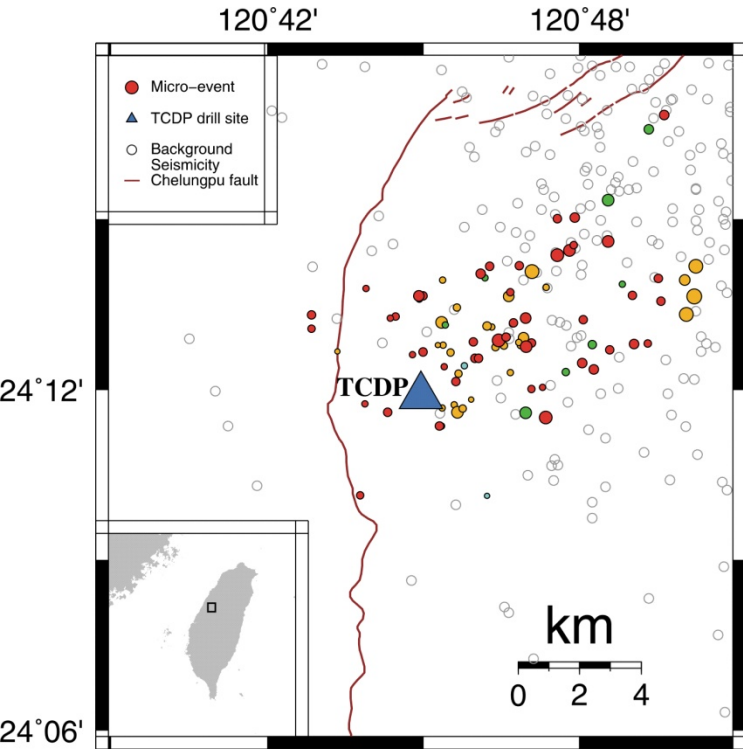 120°42'
120°48'
Micro-event
TCDP drill site
Background
Seismicity
Chelungpu fault
24°12'
TCDP
km
0 2 4
24°06'